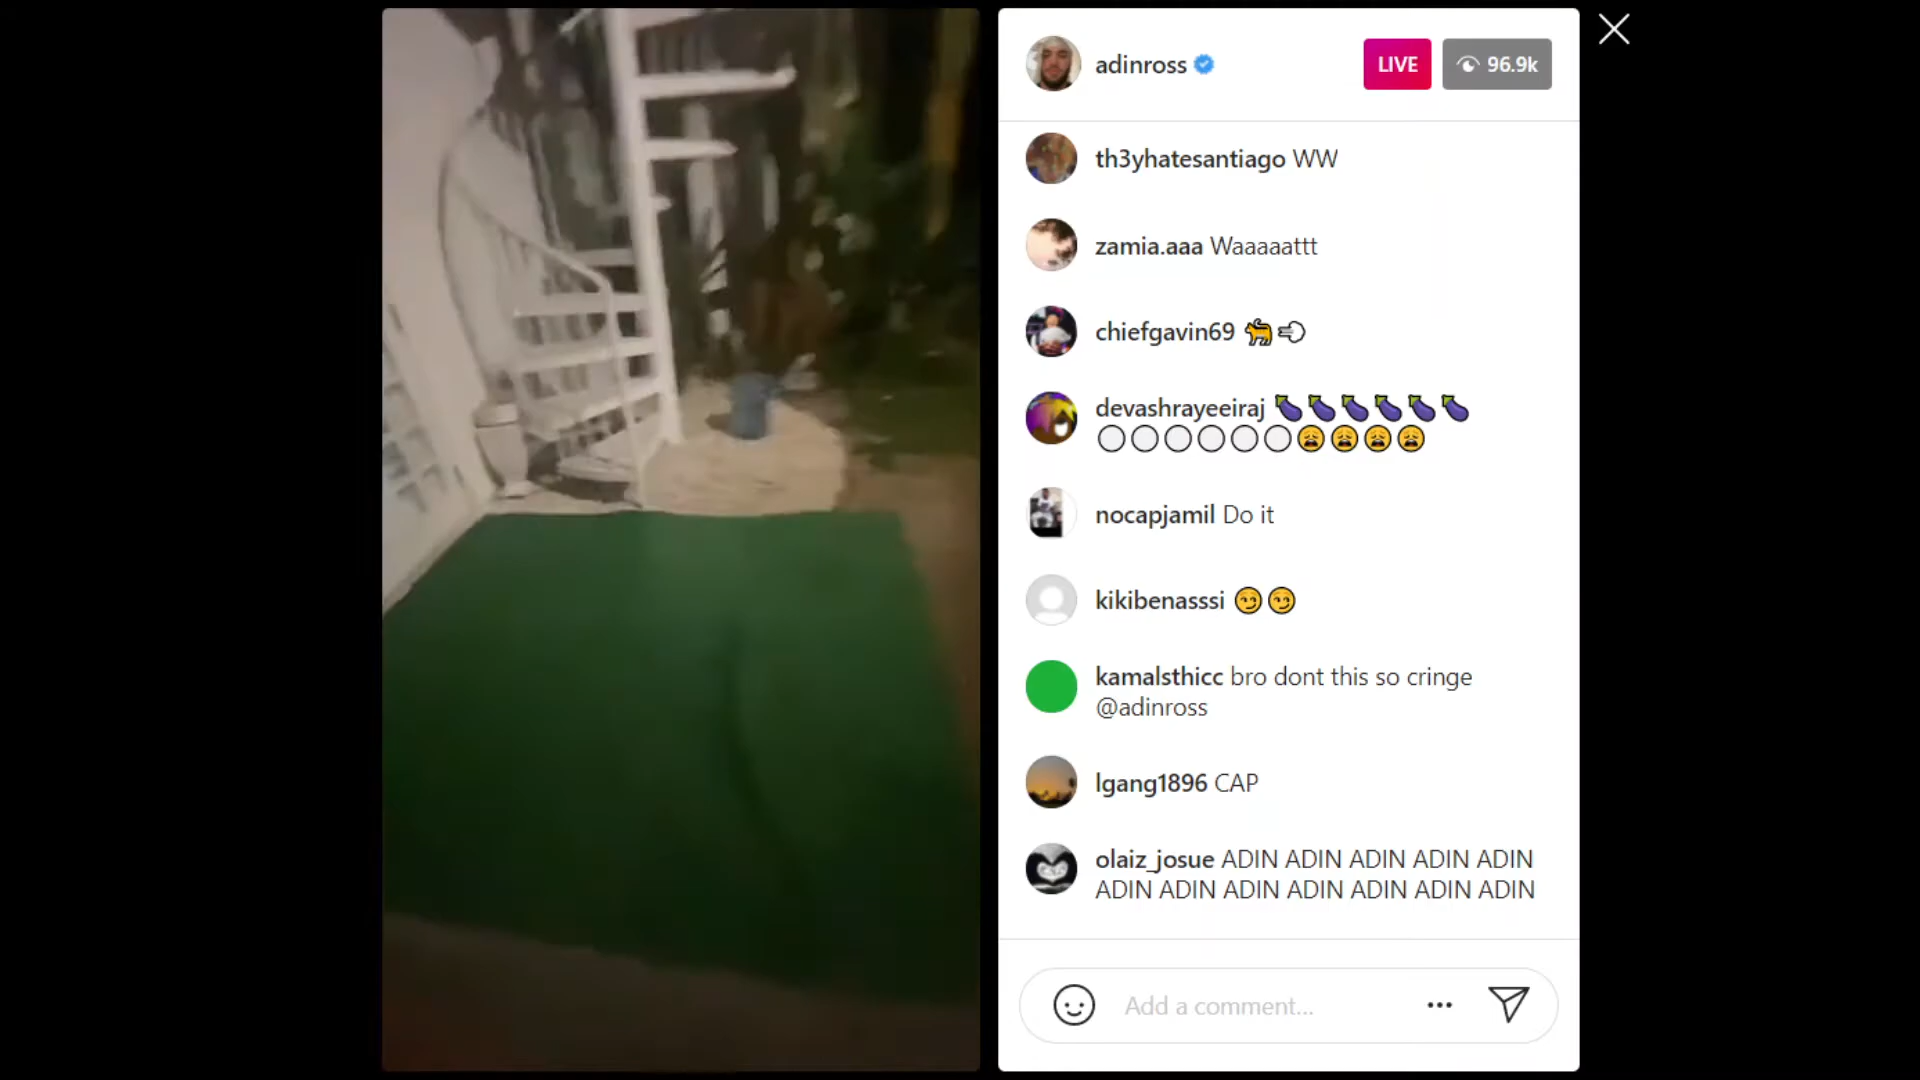 adinross
LIVE
96.9k
th3yhatesantiago WW
zamia.aaa Waaaaattt
chiefgavin69 🐈💨
devashrayeeiraj 🍆🍆🍆🍆🍆🍆
⚪⚪⚪⚪⚪⚪😩😩😩😩
nocapjamil Do it
kikibenasssi 😏😏
kamalsthicc bro dont this so cringe
@adinross
lgang1896 CAP
olaiz_josue ADIN ADIN ADIN ADIN ADIN
ADIN ADIN ADIN ADIN ADIN ADIN ADIN
Add a comment...